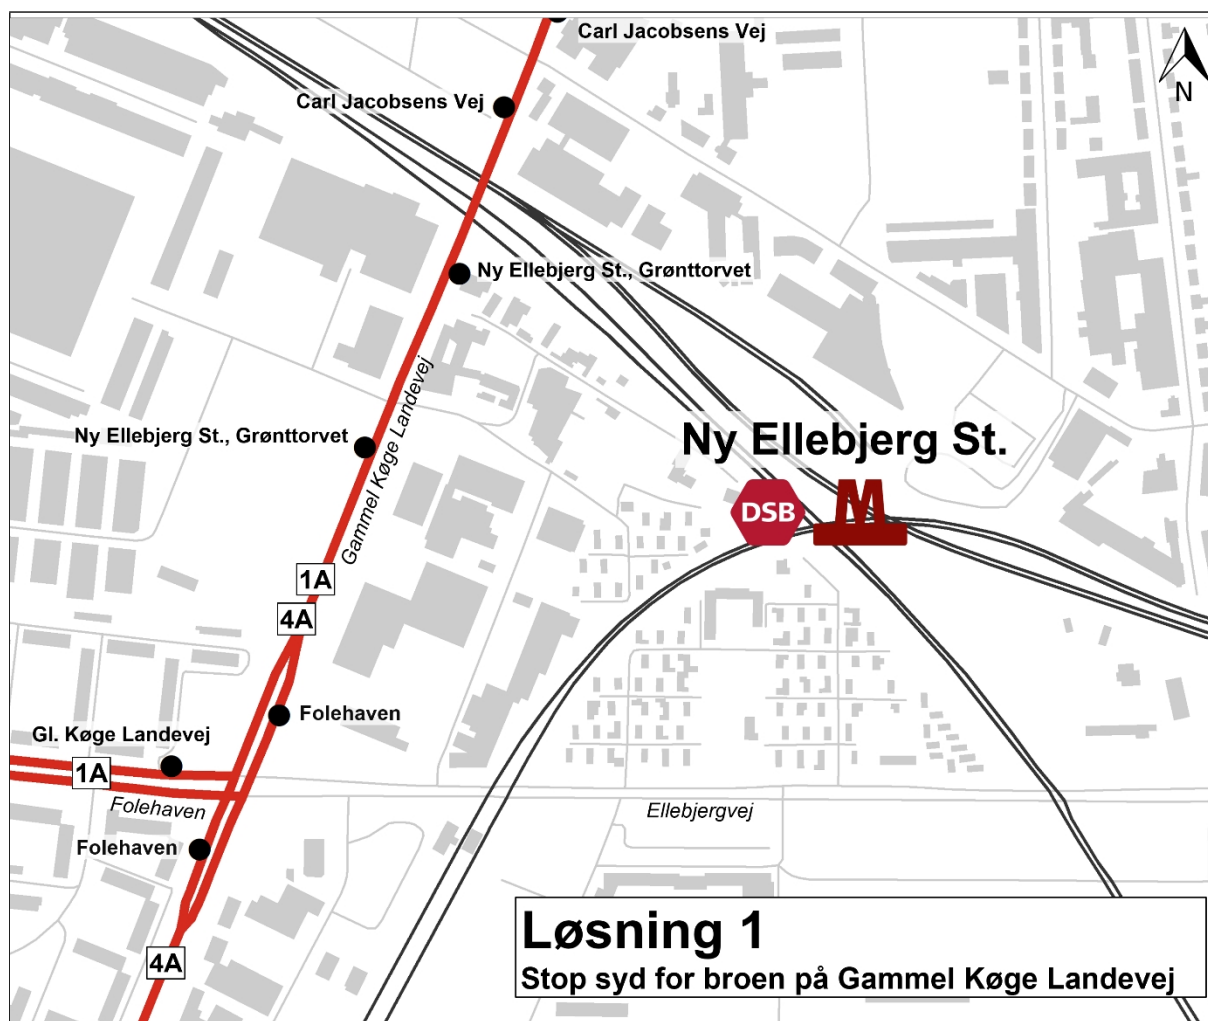 Carl Jacobsens Vej
N
Carl Jacobsens Vej
Ny Ellebjerg St., Grønttorvet
Gammel Køge Landevej
Ny Ellebjerg St., Grønttorvet
Ny Ellebjerg St.
DSB
M
1A
4A
Folehaven
Gl. Køge Landevej
1A
Folehaven
Ellebjergvej
Folehaven
4A
Løsning 1
Stop syd for broen på Gammel Køge Landevej